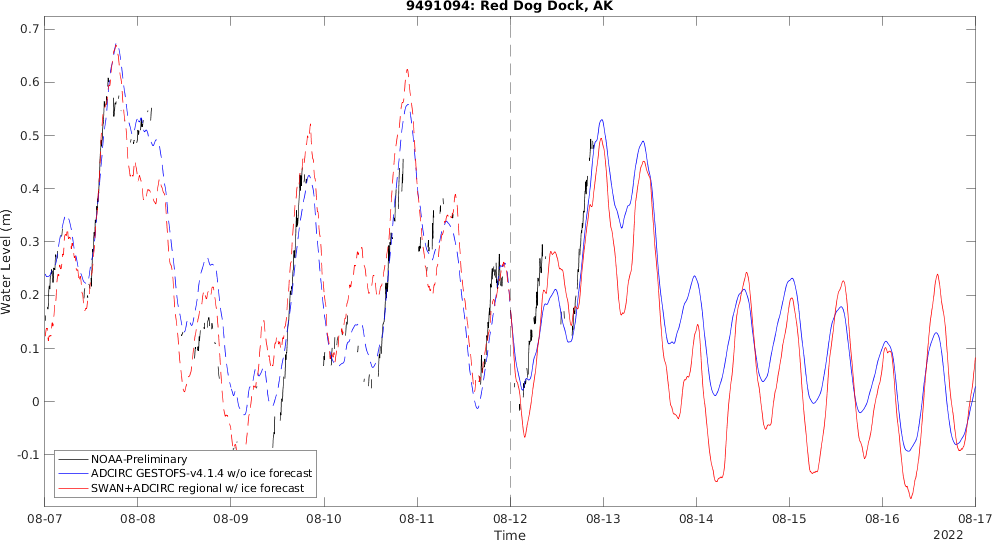 9491094: Red Dog Dock, AK
0.7
0.6
0.5
0.4
0.3
0.2
0.1
0
-0.1
Water Level (m)
NOAA-Preliminary
ADCIRC GESTOFS-v4.1.4 w/o ice forecast
SWAN+ADCIRC regional w/ ice forecast
08-07 08-08 08-09 08-10 08-11 08-12 08-13 08-14 08-15 08-16 08-17
Time
2022